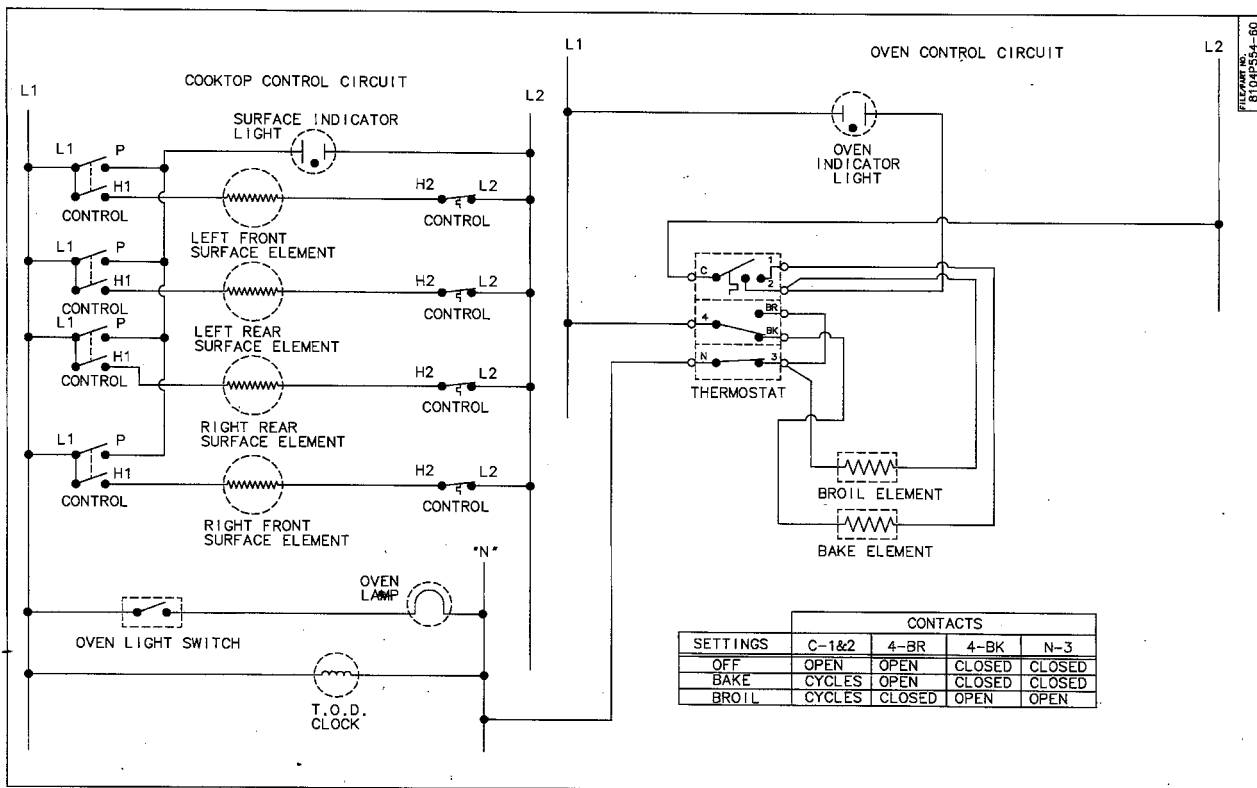 FILE/PART NO.
8104P554-60
COOKTOP CONTROL CIRCUIT
L1
L2
SURFACE INDICATOR
LIGHT
L1 P
H1
CONTROL
H2 L2
CONTROL
LEFT FRONT
SURFACE ELEMENT
L1 P
H1
CONTROL
H2 L2
CONTROL
LEFT REAR
SURFACE ELEMENT
L1 P
H1
CONTROL
H2 L2
CONTROL
RIGHT REAR
SURFACE ELEMENT
L1 P
H1
CONTROL
H2 L2
CONTROL
RIGHT FRONT
SURFACE ELEMENT
"N"
OVEN
LAMP
OVEN LIGHT SWITCH
T.O.D.
CLOCK
L1
OVEN CONTROL CIRCUIT
L2
OVEN
INDICATOR
LIGHT
C 1
2
BR
4 BK
N 3
THERMOSTAT
BROIL ELEMENT
BAKE ELEMENT
CONTACTS
SETTINGS C-1&2 4-BR 4-BK N-3
OFF OPEN OPEN CLOSED CLOSED
BAKE CYCLES OPEN CLOSED CLOSED
BROIL CYCLES CLOSED OPEN OPEN